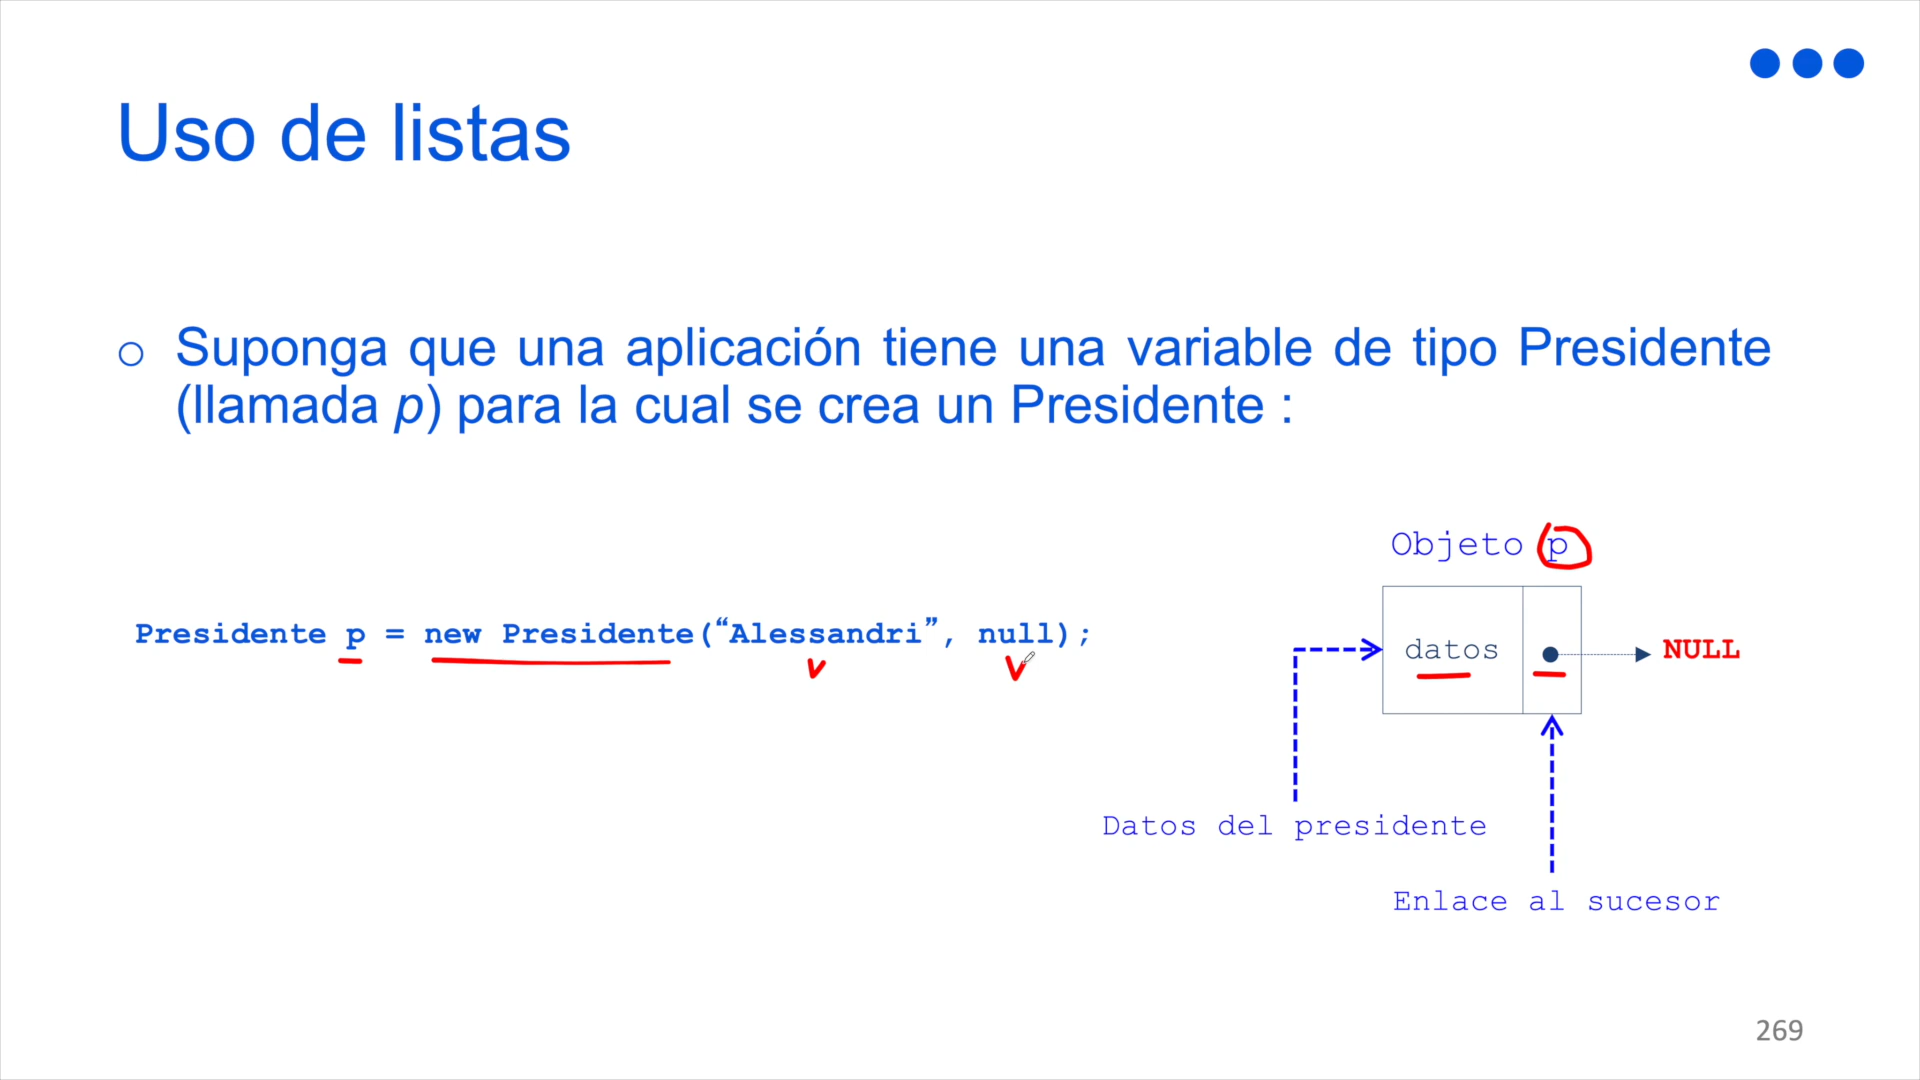 Uso de listas
o Suponga que una aplicación tiene una variable de tipo Presidente
(llamada p) para la cual se crea un Presidente :
Objeto p
Presidente p = new Presidente(“Alessandri”, null);
datos
NULL
Datos del presidente
Enlace al sucesor
269